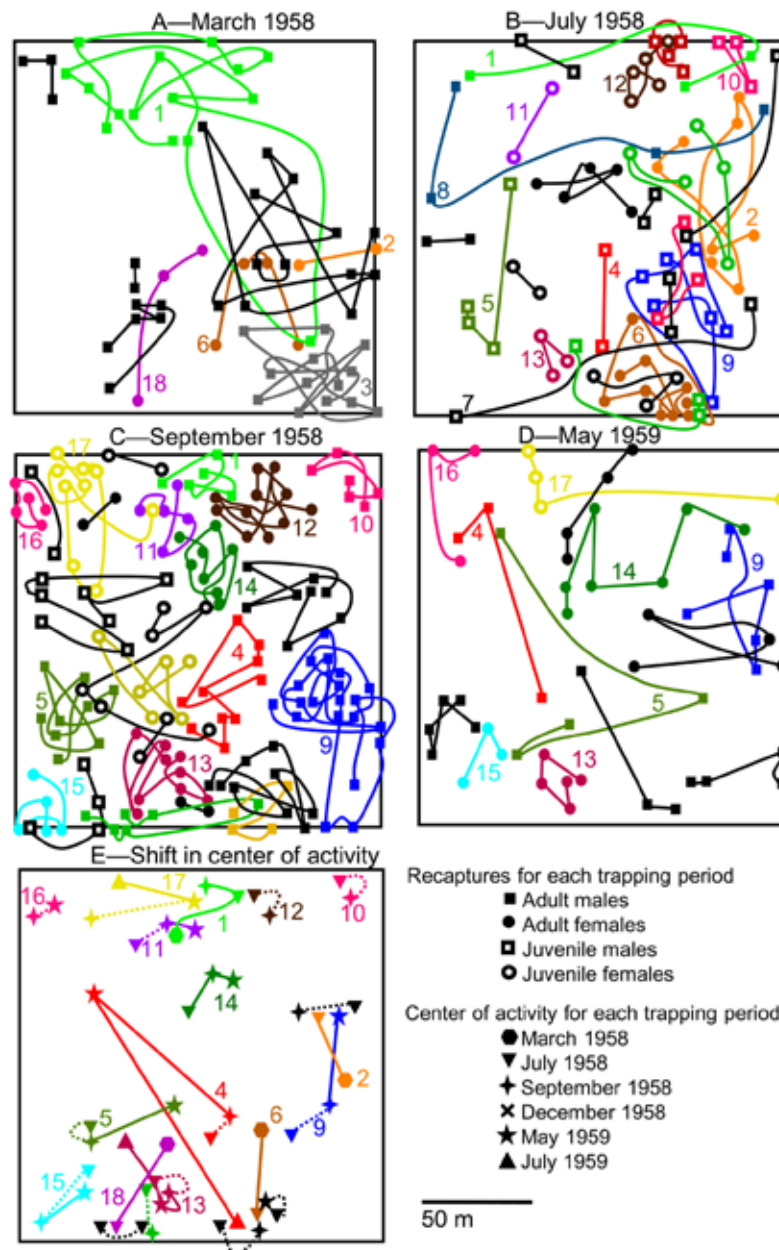 A—March 1958
1
2
6
18
3
B—July 1958
1
12
10
11
8
2
5
4
6
13
9
7
C—September 1958
17
1
16
11
12
10
14
4
5
9
13
15
D—May 1959
16
17
4
14
9
5
15
13
E—Shift in center of activity
16
17
1
12
10
11
14
2
4
5
6
9
15
18
13
Recaptures for each trapping period
Adult males
Adult females
Juvenile males
Juvenile females
Center of activity for each trapping period
March 1958
July 1958
September 1958
December 1958
May 1959
July 1959
50 m